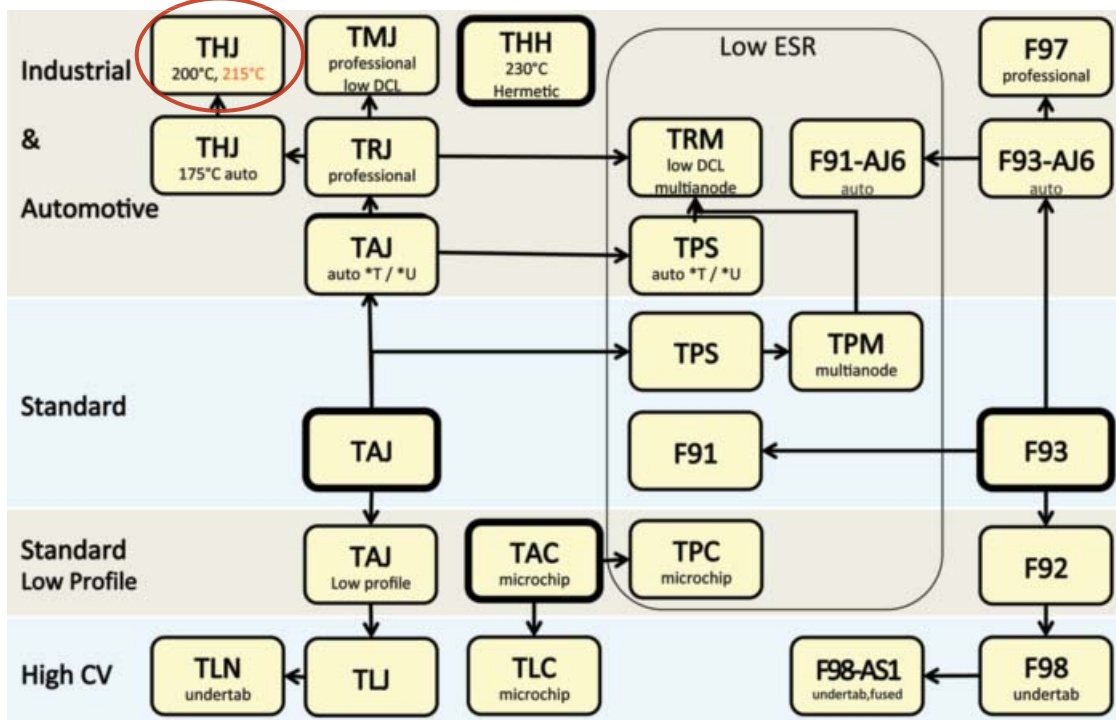 Industrial
&
Automotive
THJ
200°C, 215°C
TMJ
professional
low DCL
THH
230°C
Hermetic
Low ESR
F97
professional
THJ
175°C auto
TRJ
professional
TRM
low DCL
multianode
F91-AJ6
auto
F93-AJ6
auto
TAJ
auto *T / *U
TPS
auto *T / *U
Standard
TPS
TPM
multianode
TAJ
F91
F93
Standard
Low Profile
TAJ
Low profile
TAC
microchip
TPC
microchip
F92
High CV
TLN
undertab
TLJ
TLC
microchip
F98-AS1
undertab,fused
F98
undertab